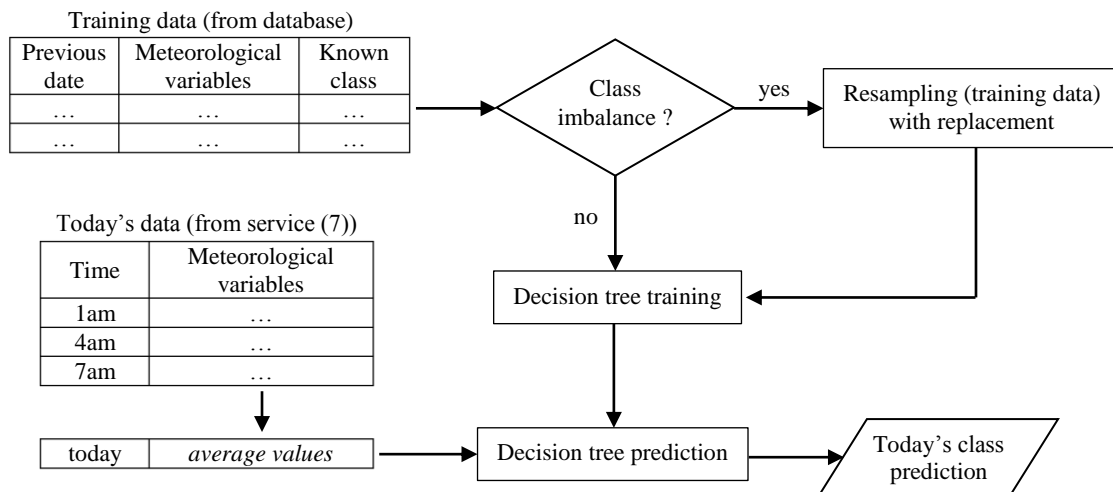 Training data (from database)
Previous date
Meteorological variables
Known class
… … …
… … …
Class imbalance ?
yes
Resampling (training data) with replacement
no
Today’s data (from service (7))
Time
Meteorological variables
1am …
4am …
7am …
today average values
Decision tree training
Decision tree prediction
Today’s class prediction